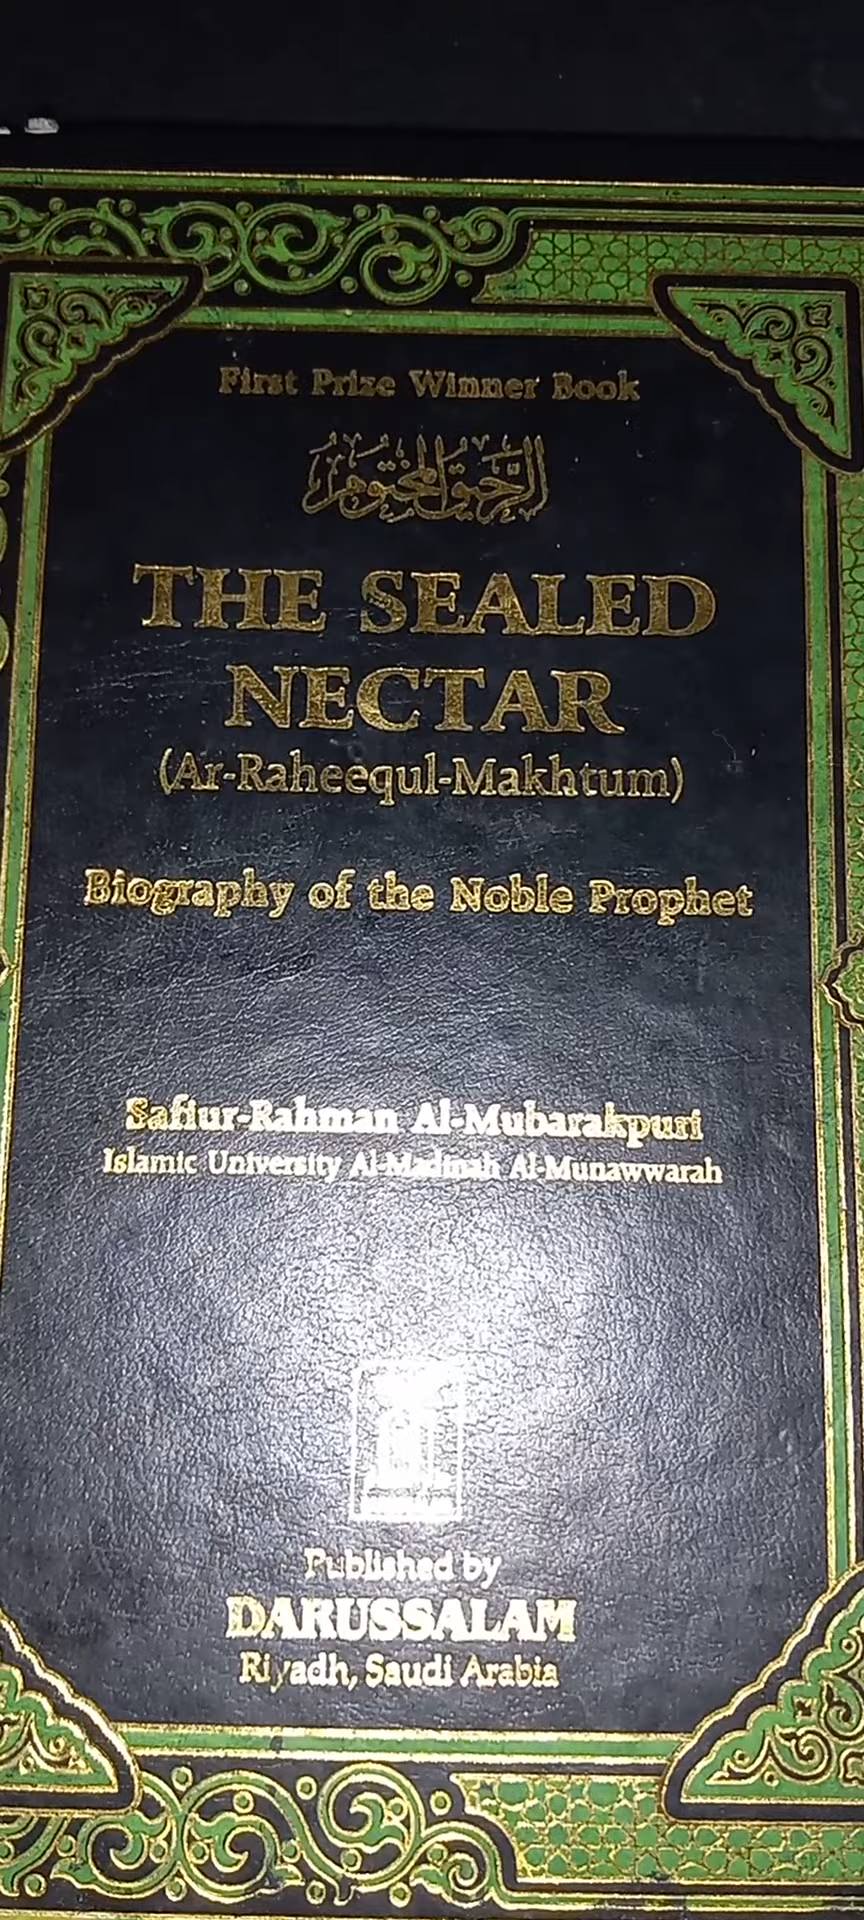 First Prize Winner Book
الرحيق المختوم
THE SEALED
NECTAR
(Ar-Raheequl-Makhtum)
Biography of the Noble Prophet
Safiur-Rahman Al-Mubarakpuri
Islamic University Al-Madinah Al-Munawwarah
Published by
DARUSSALAM
Riyadh, Saudi Arabia